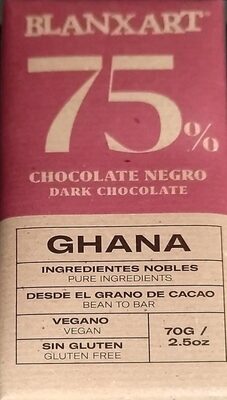 BLANXART
75%
CHOCOLATE NEGRO
DARK CHOCOLATE
GHANA
INGREDIENTES NOBLES
PURE INGREDIENTS
DESDE EL GRANO DE CACAO
BEAN TO BAR
VEGANO
VEGAN
70G /
2.5oz
SIN GLUTEN
GLUTEN FREE